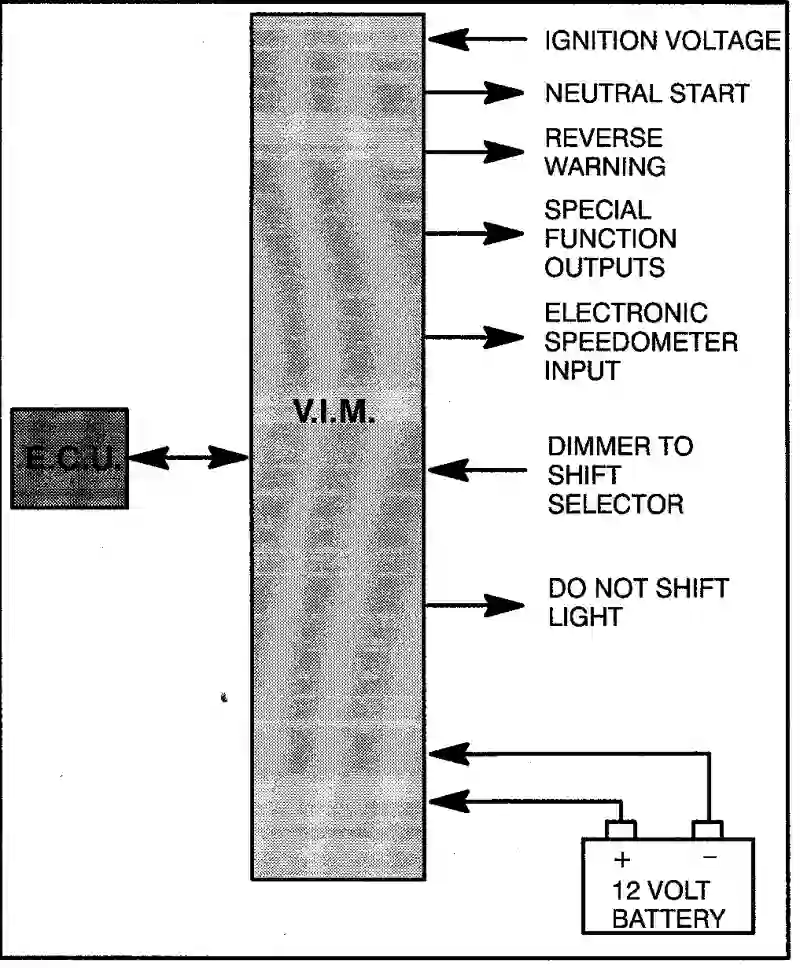 IGNITION VOLTAGE
NEUTRAL START
REVERSE
WARNING
SPECIAL
FUNCTION
OUTPUTS
ELECTRONIC
SPEEDOMETER
INPUT
V.I.M.
E.C.U.
DIMMER TO
SHIFT
SELECTOR
DO NOT SHIFT
LIGHT
+ −
12 VOLT
BATTERY